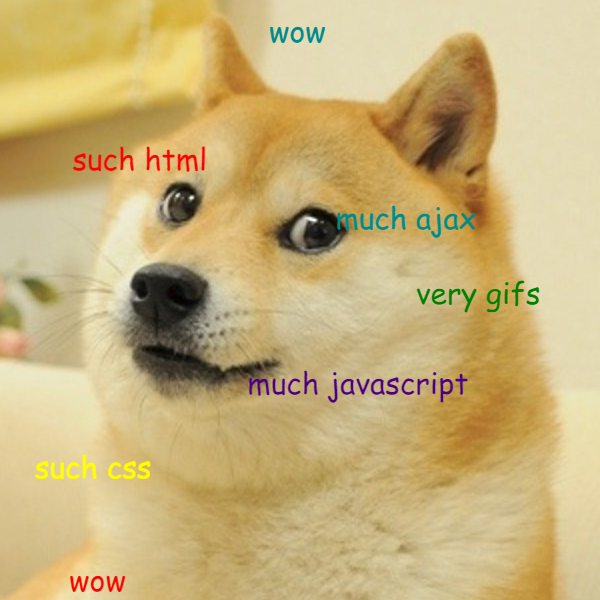 wow
such html
much ajax
very gifs
much javascript
such css
wow